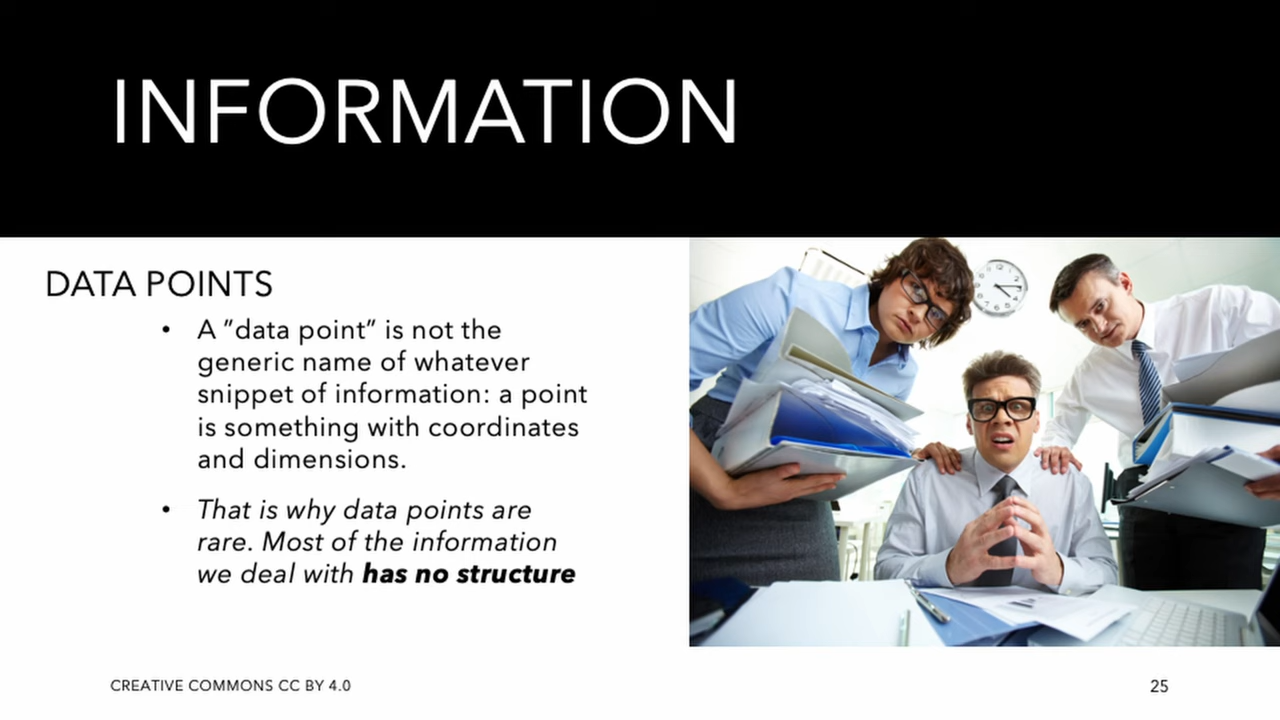 INFORMATION
DATA POINTS
• A ”data point” is not the
generic name of whatever
snippet of information: a point
is something with coordinates
and dimensions.
• That is why data points are
rare. Most of the information
we deal with has no structure
CREATIVE COMMONS CC BY 4.0
25